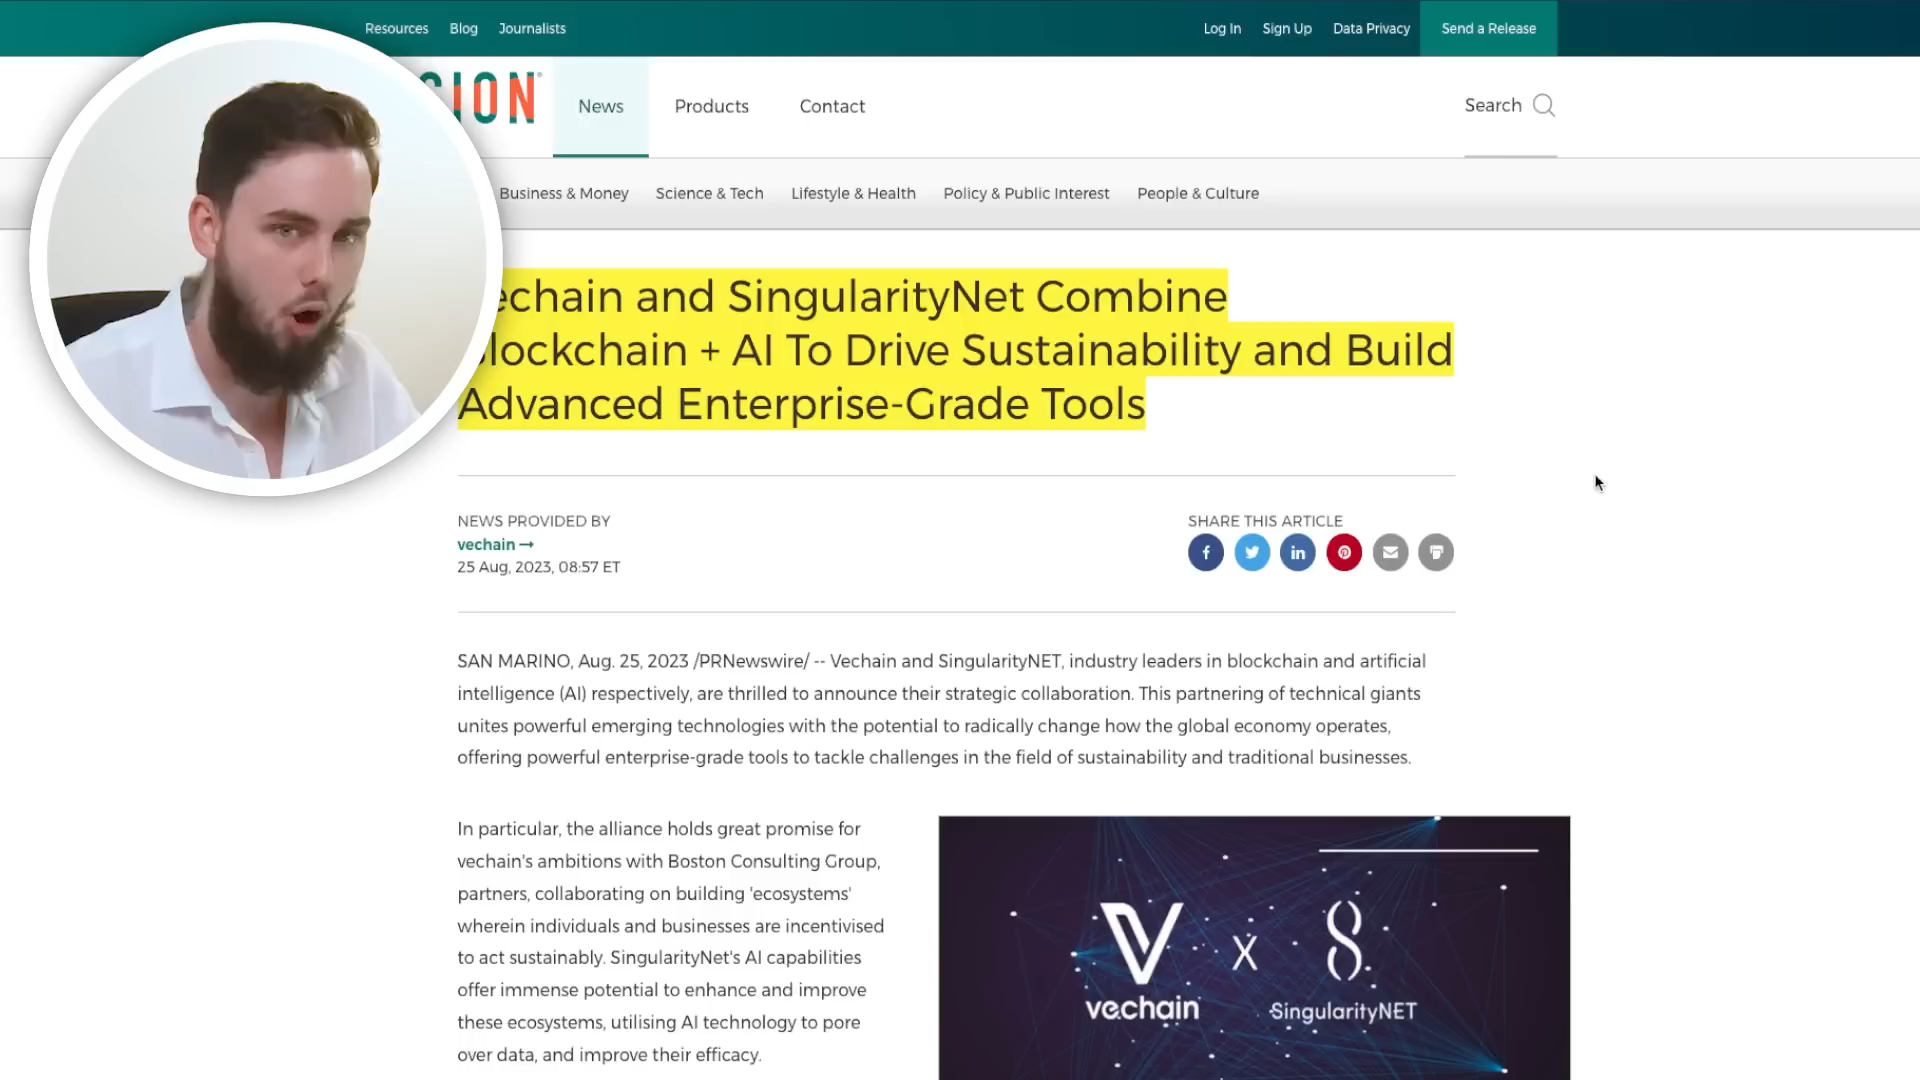 Resources Blog Journalists
Log In Sign Up Data Privacy Send a Release
News Products Contact
Search
Business & Money Science & Tech Lifestyle & Health Policy & Public Interest People & Culture
and SingularityNet Combine
+ AI To Drive Sustainability and Build
Advanced Enterprise-Grade Tools
NEWS PROVIDED BY
vechain
25 Aug, 2023, 08:57 ET
SHARE THIS ARTICLE
SAN MARINO, Aug. 25, 2023 /PRNewswire/ -- Vechain and SingularityNET, industry leaders in blockchain and artificial
intelligence (AI) respectively, are thrilled to announce their strategic collaboration. This partnering of technical giants
unites powerful emerging technologies with the potential to radically change how the global economy operates,
offering powerful enterprise-grade tools to tackle challenges in the field of sustainability and traditional businesses.
In particular, the alliance holds great promise for
vechain's ambitions with Boston Consulting Group,
partners, collaborating on building 'ecosystems'
wherein individuals and businesses are incentivised
to act sustainably. SingularityNet's AI capabilities
offer immense potential to enhance and improve
these ecosystems, utilising AI technology to pore
over data, and improve their efficacy.
X
vechain
SingularityNET